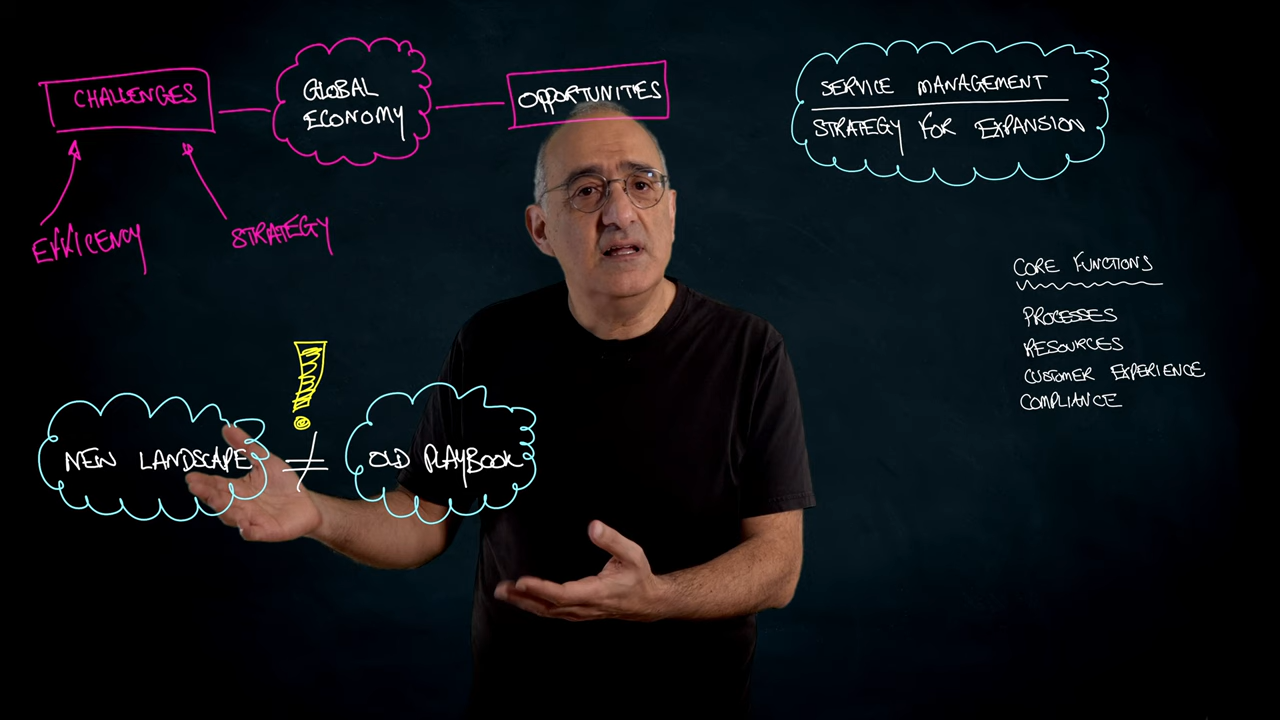 CHALLENGES
GLOBAL
ECONOMY
OPPORTUNITIES
EFFICENCY
STRATEGY
NEW LANDSCAPE
≠
OLD PLAYBOOK
!
SERVICE MANAGEMENT
STRATEGY FOR EXPANSION
CORE FUNCTIONS
PROCESSES
RESOURCES
CUSTOMER EXPERIENCE
COMPLIANCE